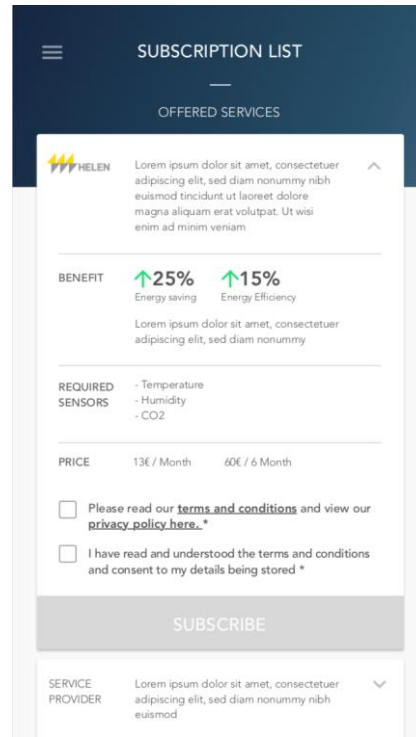 SUBSCRIPTION LIST
OFFERED SERVICES
HELEN
Lorem ipsum dolor sit amet, consectetuer
adipiscing elit, sed diam nonummy nibh
euismod tincidunt ut laoreet dolore
magna aliquam erat volutpat. Ut wisi
enim ad minim veniam
BENEFIT
25% 15%
Energy saving Energy Efficiency
Lorem ipsum dolor sit amet, consectetuer
adipiscing elit, sed diam nonummy
REQUIRED
SENSORS
- Temperature
- Humidity
- CO2
PRICE 13€ / Month 60€ / 6 Month
Please read our terms and conditions and view our
privacy policy here. *
I have read and understood the terms and conditions
and consent to my details being stored *
SUBSCRIBE
SERVICE
PROVIDER
Lorem ipsum dolor sit amet, consectetuer
adipiscing elit, sed diam nonummy nibh
euismod